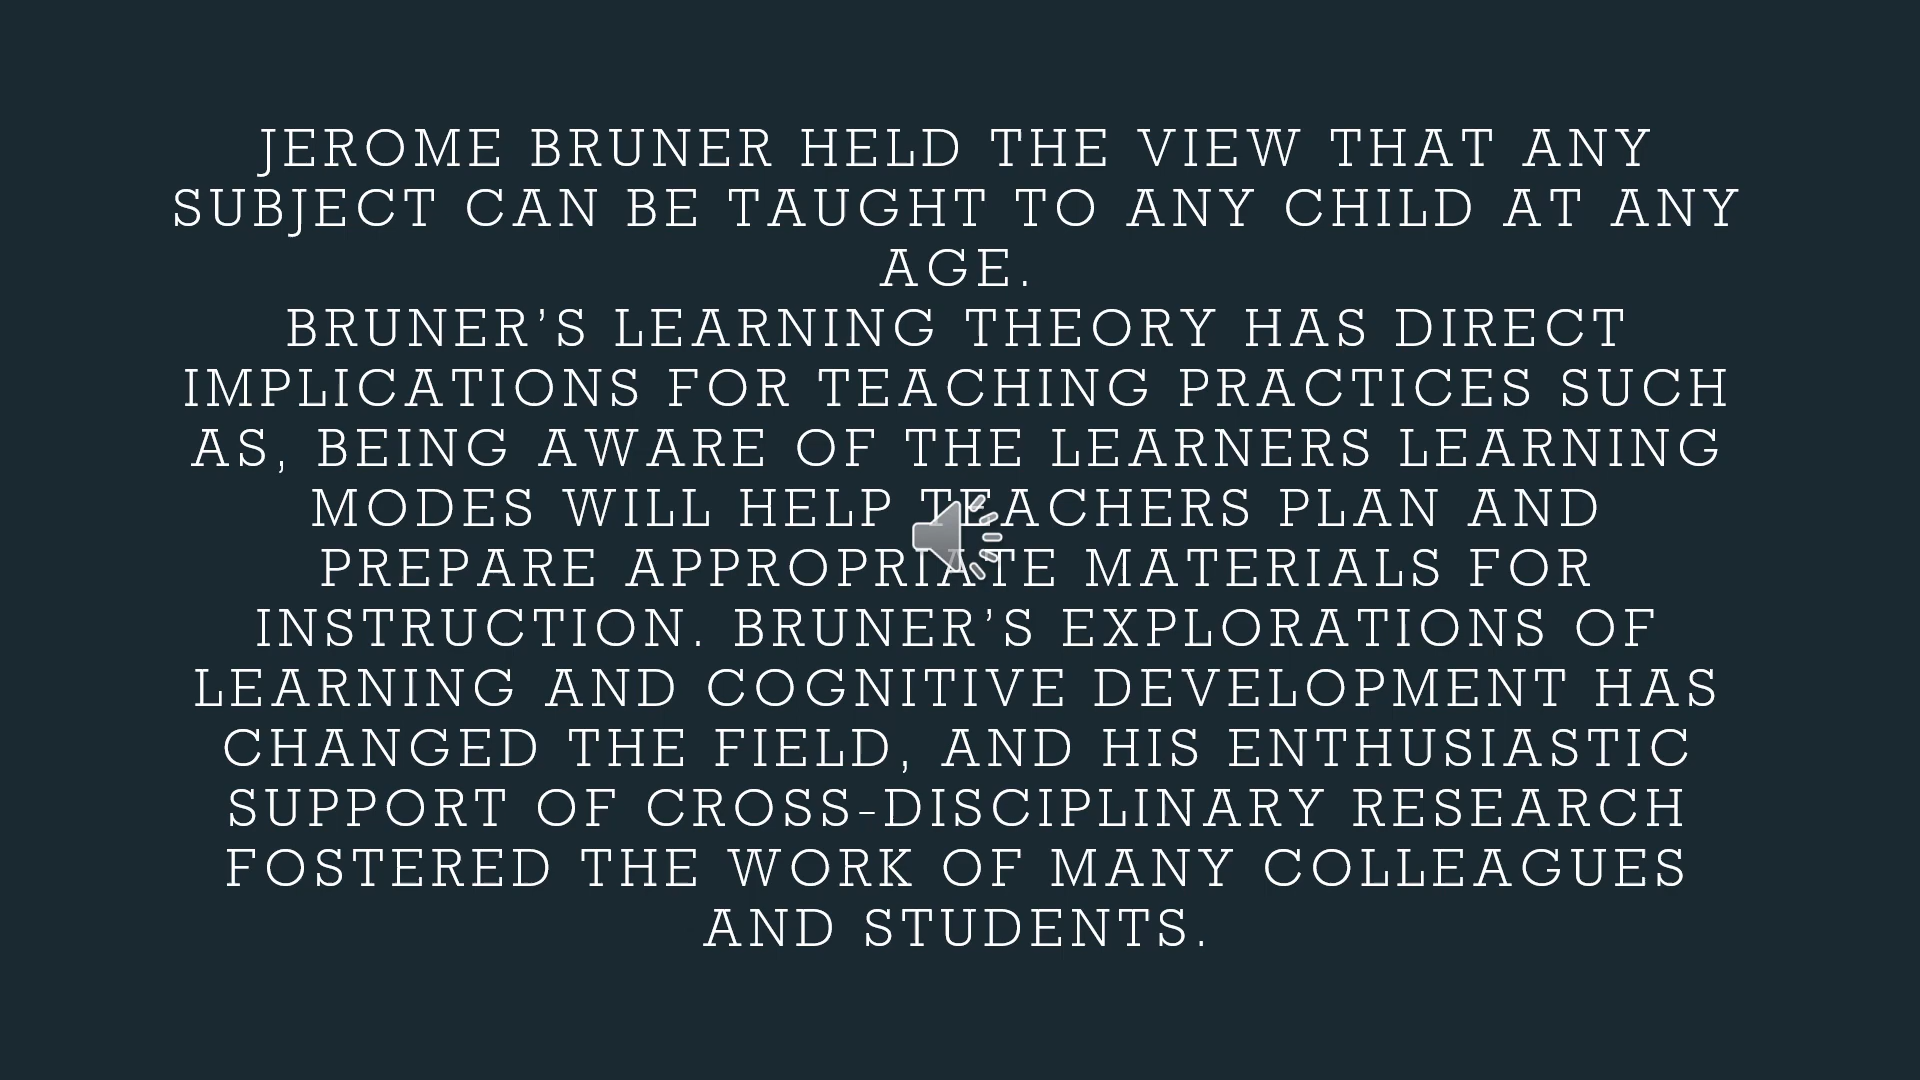 JEROME BRUNER HELD THE VIEW THAT ANY
SUBJECT CAN BE TAUGHT TO ANY CHILD AT ANY
AGE.
BRUNER’S LEARNING THEORY HAS DIRECT
IMPLICATIONS FOR TEACHING PRACTICES SUCH
AS, BEING AWARE OF THE LEARNERS LEARNING
MODES WILL HELP TEACHERS PLAN AND
PREPARE APPROPRIATE MATERIALS FOR
INSTRUCTION. BRUNER’S EXPLORATIONS OF
LEARNING AND COGNITIVE DEVELOPMENT HAS
CHANGED THE FIELD, AND HIS ENTHUSIASTIC
SUPPORT OF CROSS-DISCIPLINARY RESEARCH
FOSTERED THE WORK OF MANY COLLEAGUES
AND STUDENTS.